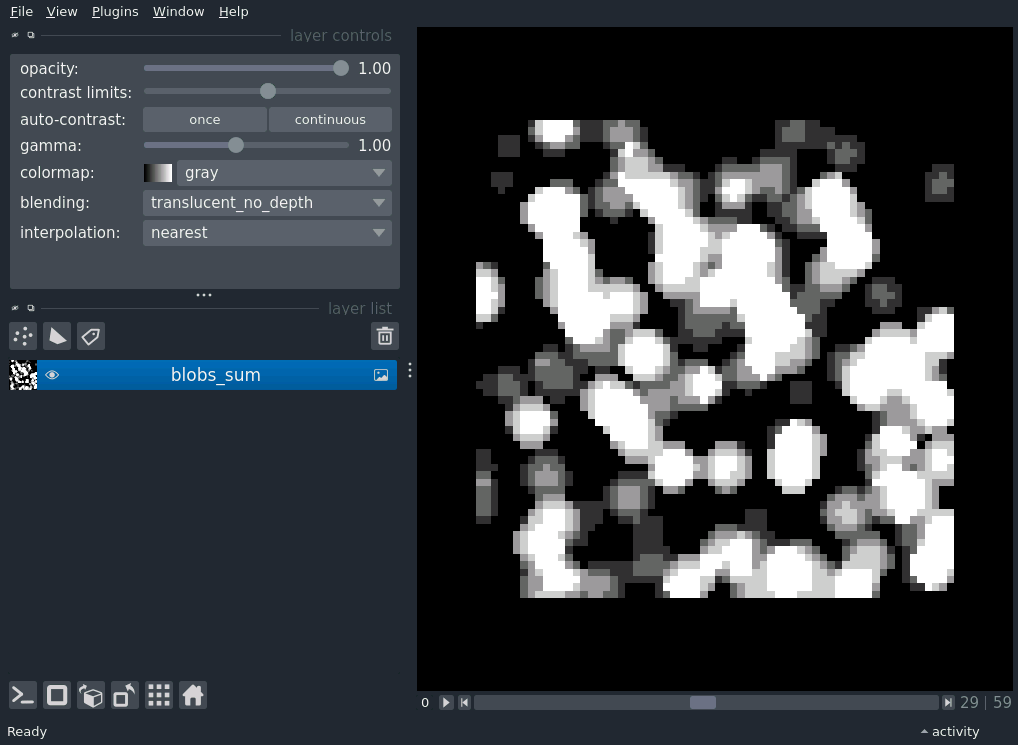 File View Plugins Window Help
layer controls
opacity: 1.00
contrast limits:
auto-contrast: once continuous
gamma: 1.00
colormap: gray
blending: translucent_no_depth
interpolation: nearest
layer list
blobs_sum
0 29 | 59
Ready activity